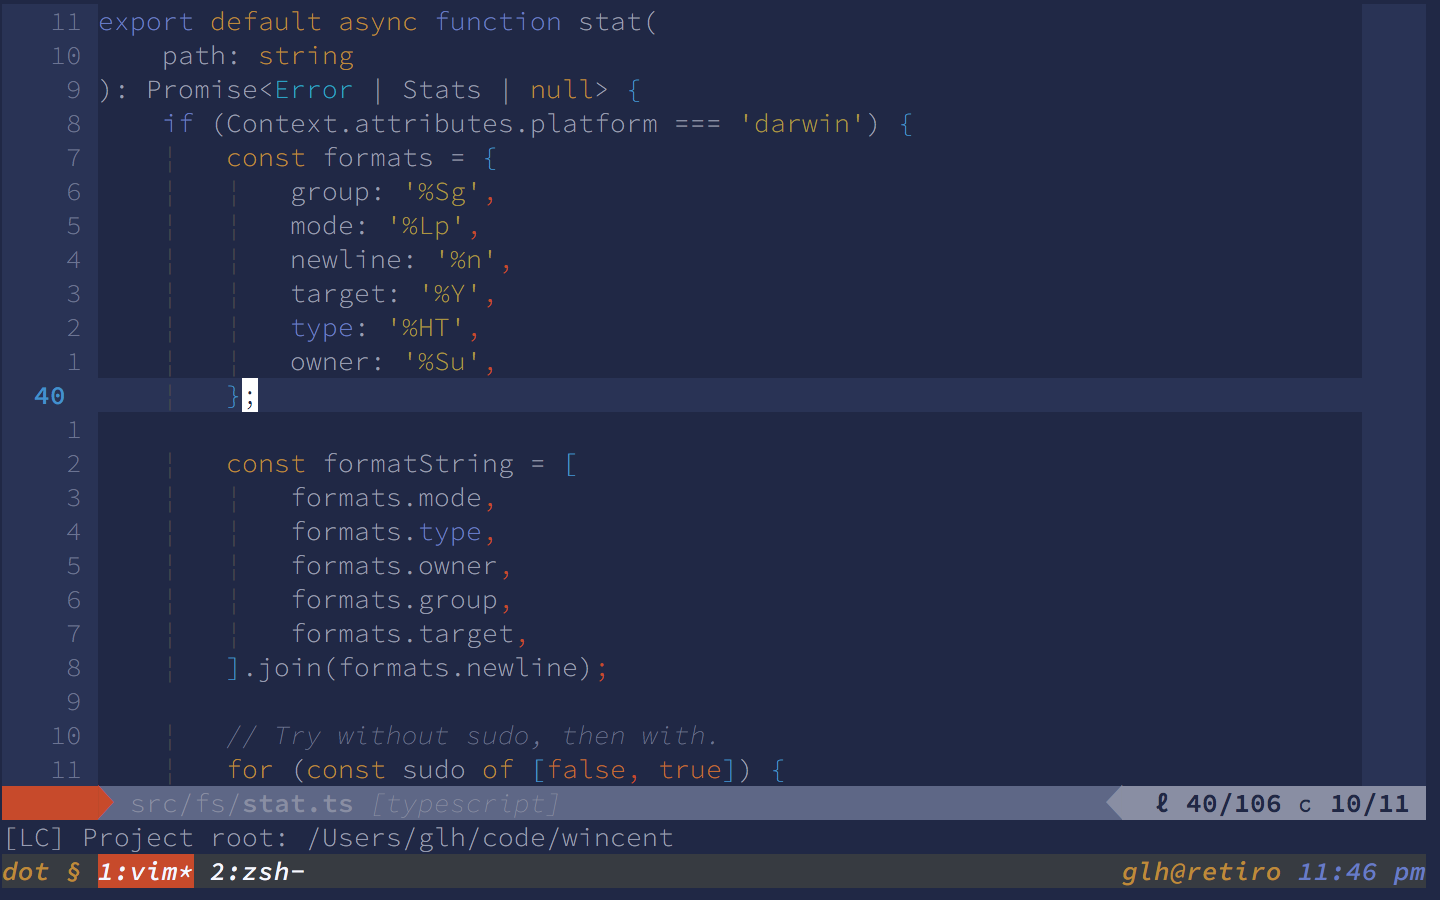 11 export default async function stat(
10     path: string
9 ): Promise<Error | Stats | null> {
8     if (Context.attributes.platform === 'darwin') {
7     ¦   const formats = {
6     ¦   ¦   group: '%Sg',
5     ¦   ¦   mode: '%Lp',
4     ¦   ¦   newline: '%n',
3     ¦   ¦   target: '%Y',
2     ¦   ¦   type: '%HT',
1     ¦   ¦   owner: '%Su',
40     ¦   };
1
2     ¦   const formatString = [
3     ¦   ¦   formats.mode,
4     ¦   ¦   formats.type,
5     ¦   ¦   formats.owner,
6     ¦   ¦   formats.group,
7     ¦   ¦   formats.target,
8     ¦   ].join(formats.newline);
9
10     ¦   // Try without sudo, then with.
11     ¦   for (const sudo of [false, true]) {
src/fs/stat.ts [typescript] ℓ 40/106 c 10/11
[LC] Project root: /Users/glh/code/wincent
dot § 1:vim* 2:zsh- glh@retiro 11:46 pm